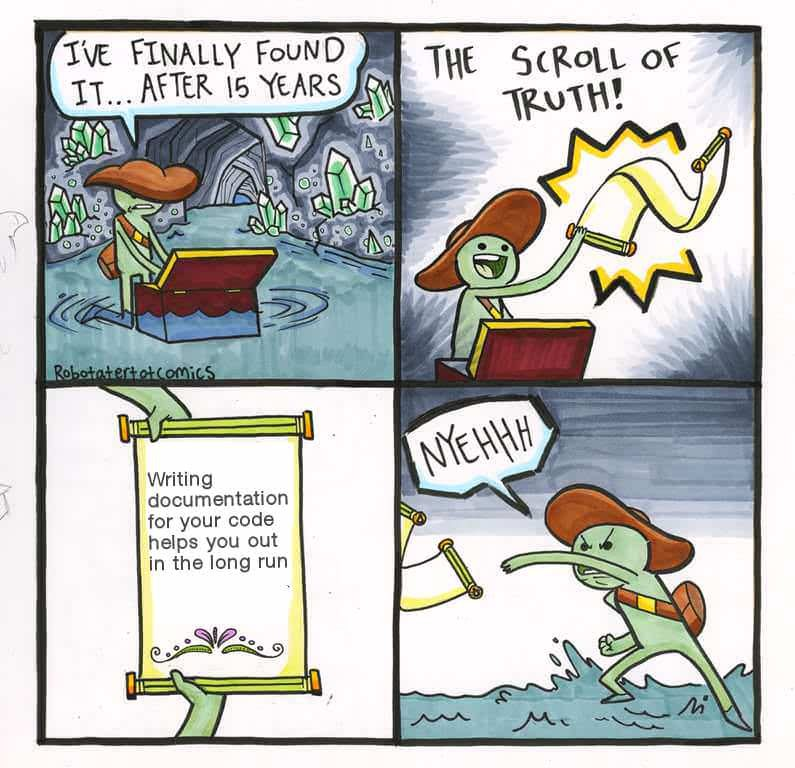 I'VE FINALLY FOUND
IT... AFTER 15 YEARS
Robotatertotcomics
THE SCROLL OF
TRUTH!
Writing
documentation
for your code
helps you out
in the long run
NYEHHH